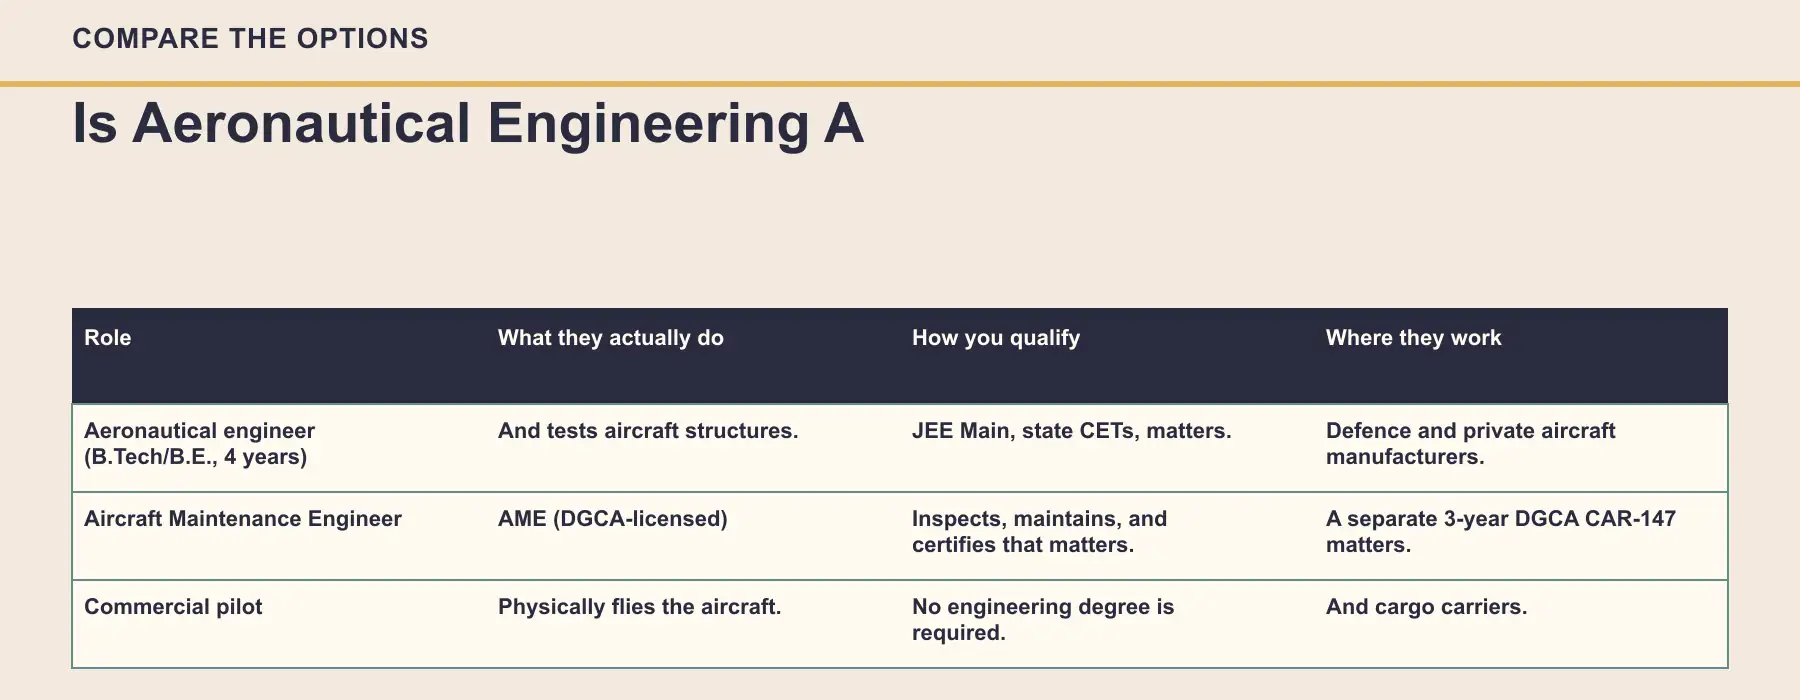 COMPARE THE OPTIONS
Is Aeronautical Engineering A
Role
What they actually do
How you qualify
Where they work
Aeronautical engineer
(B.Tech/B.E., 4 years)
And tests aircraft structures.
JEE Main, state CETs, matters.
Defence and private aircraft
manufacturers.
Aircraft Maintenance Engineer
AME (DGCA-licensed)
Inspects, maintains, and
certifies that matters.
A separate 3-year DGCA CAR-147
matters.
Commercial pilot
Physically flies the aircraft.
No engineering degree is
required.
And cargo carriers.